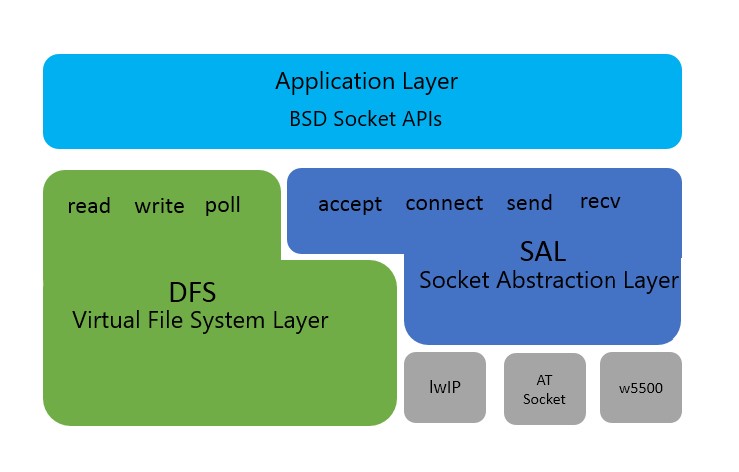 Application Layer
BSD Socket APIs
read write poll
accept connect send recv
SAL
Socket Abstraction Layer
DFS
Virtual File System Layer
lwIP
AT
Socket
w5500